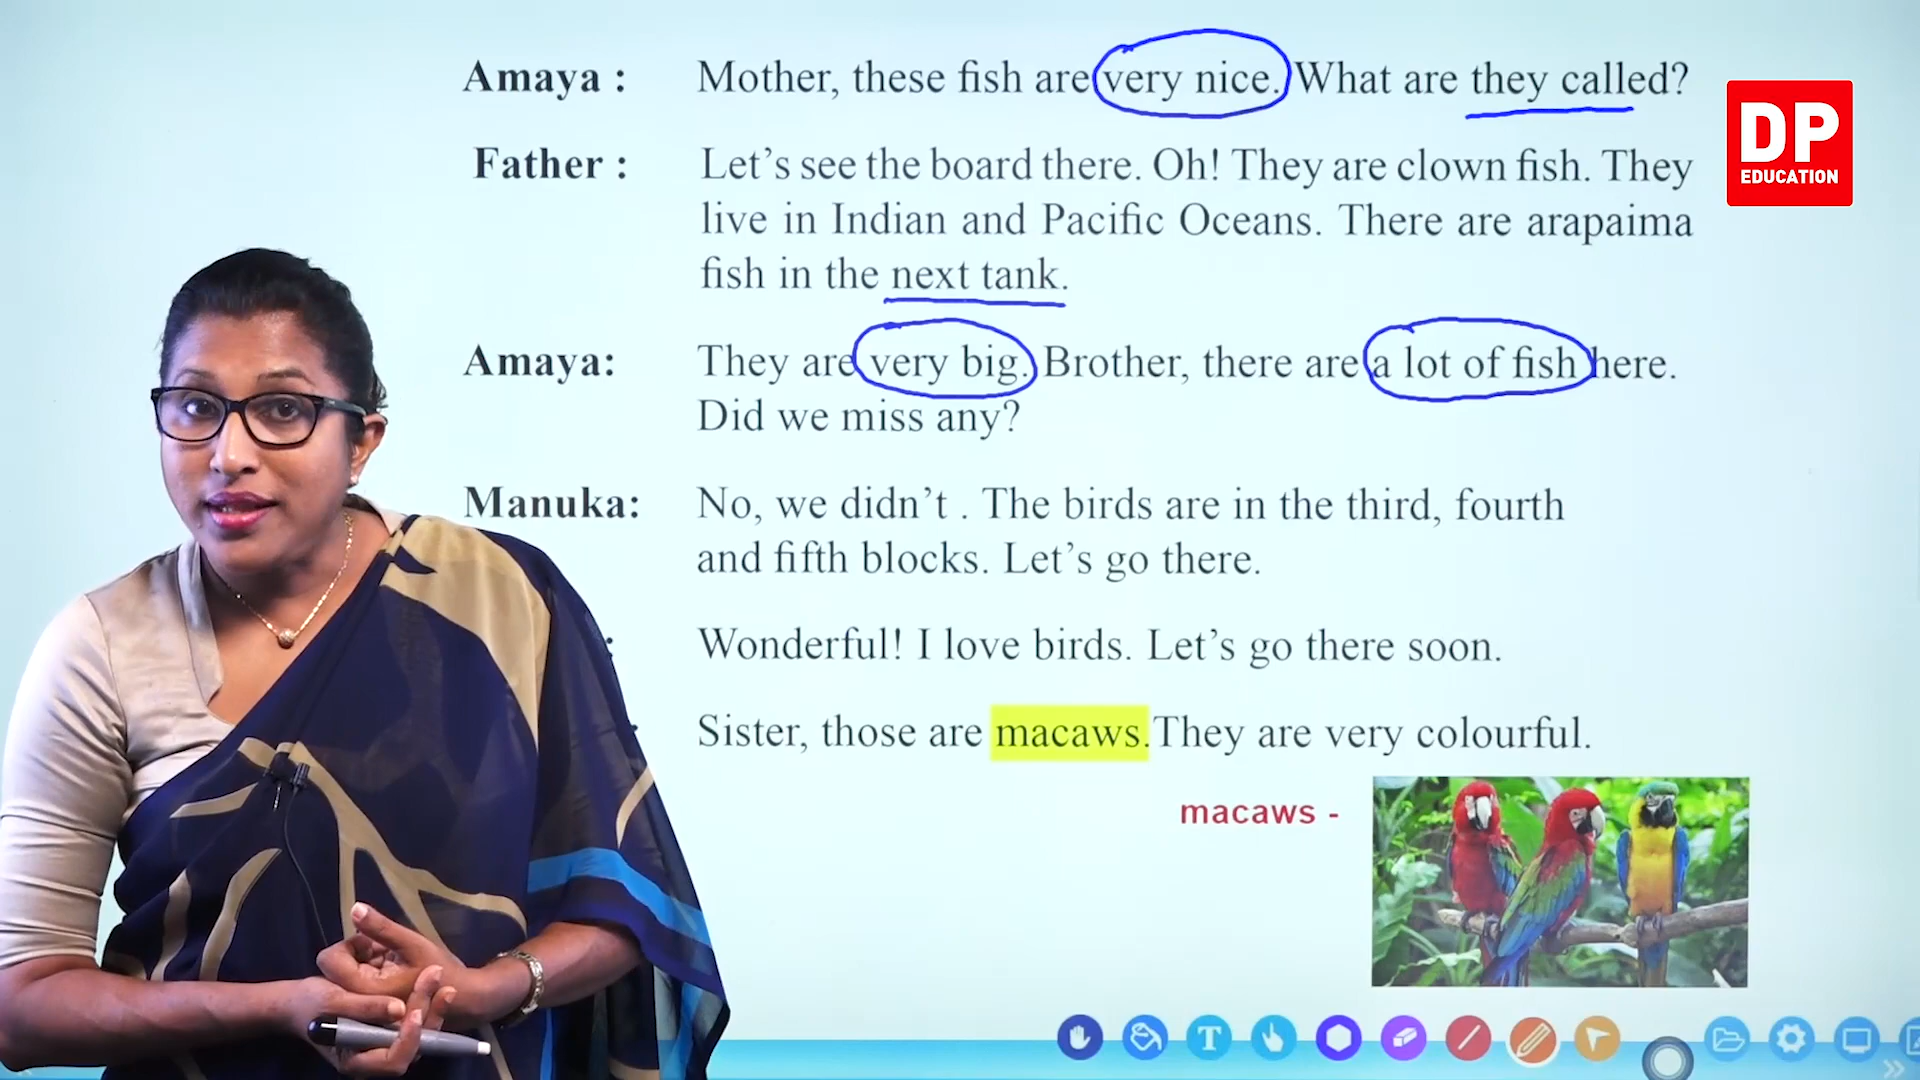 Amaya : Mother, these fish are very nice. What are they called?
DP
EDUCATION
Father : Let’s see the board there. Oh! They are clown fish. They
live in Indian and Pacific Oceans. There are arapaima
fish in the next tank.
Amaya: They are very big. Brother, there are a lot of fish here.
Did we miss any?
Manuka: No, we didn’t . The birds are in the third, fourth
and fifth blocks. Let’s go there.
: Wonderful! I love birds. Let’s go there soon.
: Sister, those are macaws.They are very colourful.
macaws -
T